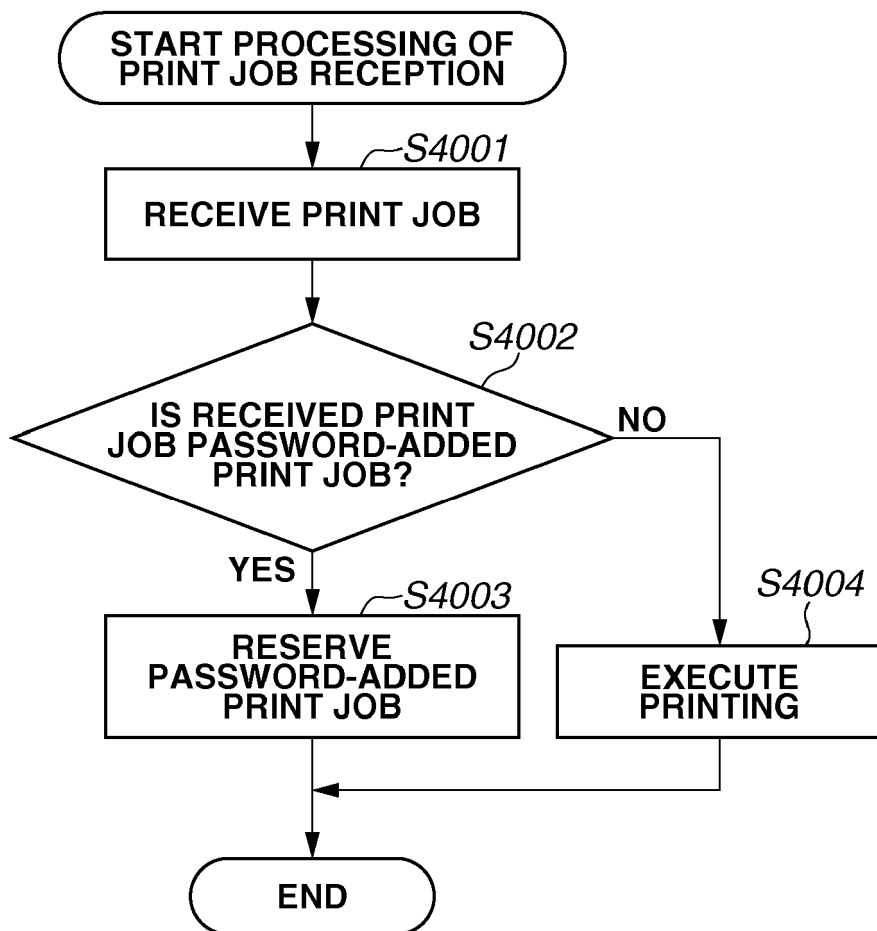 START PROCESSING OF
PRINT JOB RECEPTION
S4001
RECEIVE PRINT JOB
S4002
IS RECEIVED PRINT
JOB PASSWORD-ADDED
PRINT JOB?
NO
YES
S4003
RESERVE
PASSWORD-ADDED
PRINT JOB
S4004
EXECUTE
PRINTING
END